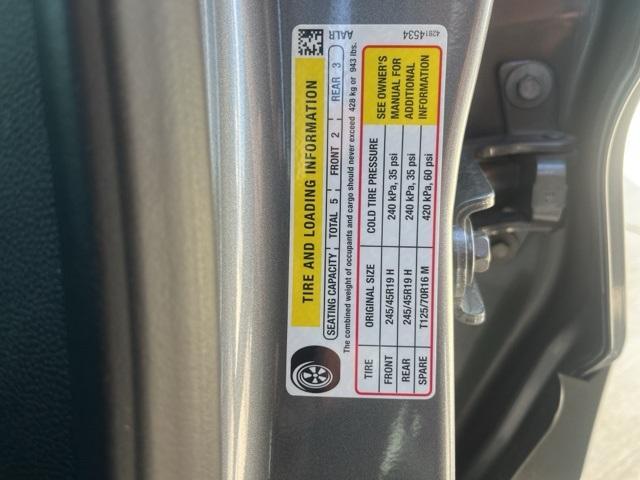 AALR
42814534
TIRE AND LOADING INFORMATION
SEATING CAPACITY TOTAL 5 FRONT 2 REAR 3
The combined weight of occupants and cargo should never exceed 428 kg or 943 lbs.
TIRE ORIGINAL SIZE COLD TIRE PRESSURE
FRONT 245/45R19 H 240 kPa, 35 psi
REAR 245/45R19 H 240 kPa, 35 psi
SPARE T125/70R16 M 420 kPa, 60 psi
SEE OWNER'S
MANUAL FOR
ADDITIONAL
INFORMATION